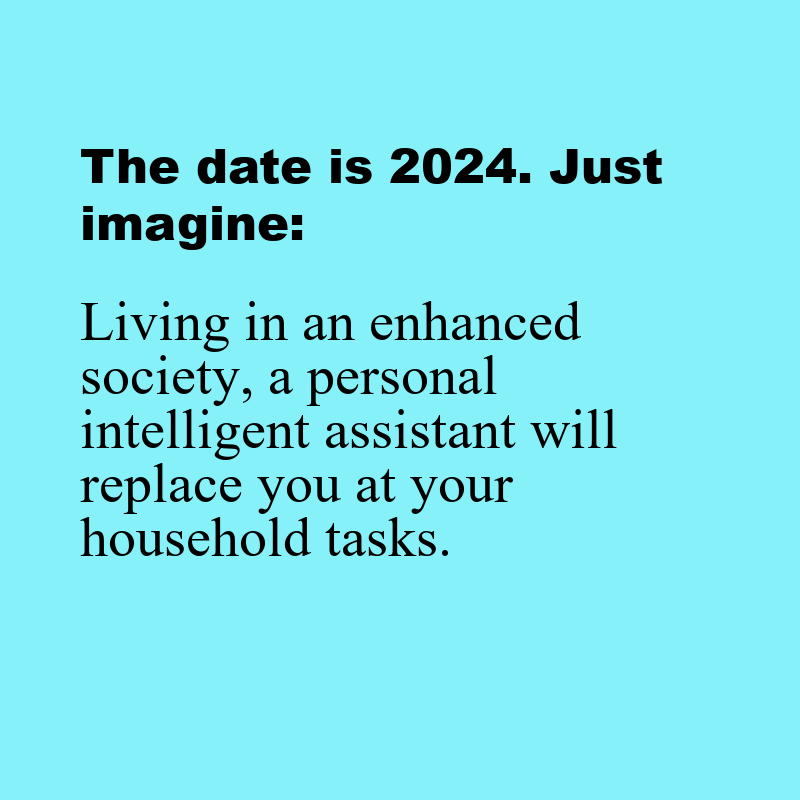 The date is 2024. Just
imagine:
Living in an enhanced
society, a personal
intelligent assistant will
replace you at your
household tasks.